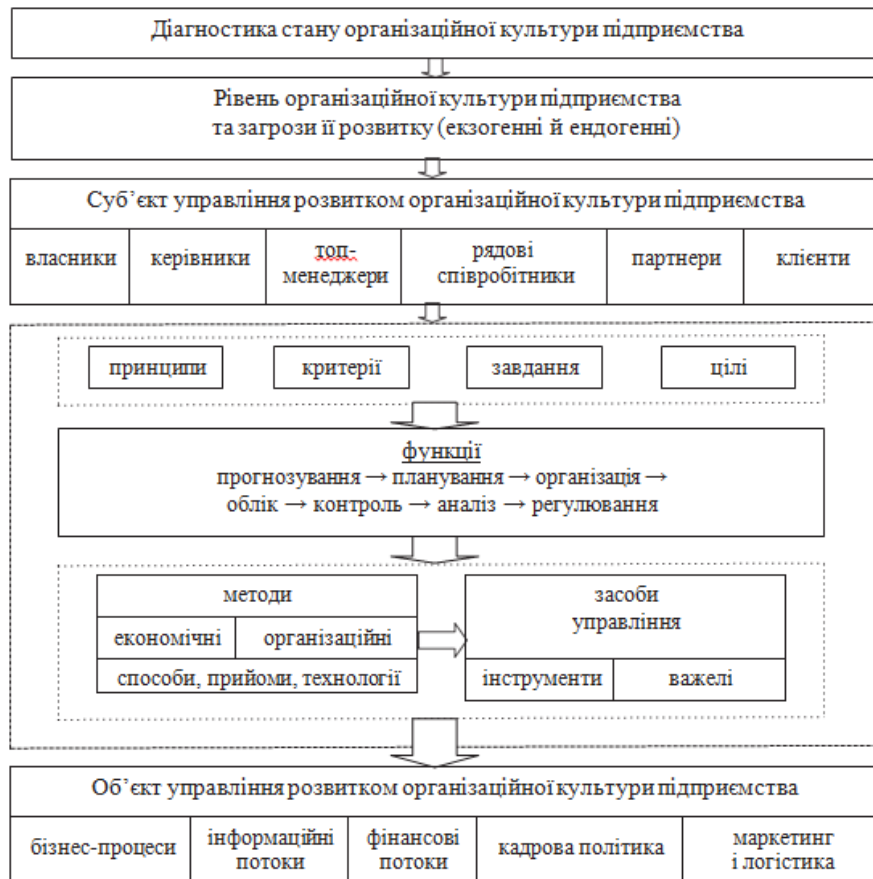 Діагностика стану організаційної культури підприємства
Рівень організаційної культури підприємства
та загрози її розвитку (екзогенні й ендогенні)
Суб’єкт управління розвитком організаційної культури підприємства
власники
керівники
топ-
менеджери
рядові
співробітники
партнери
клієнти
принципи
критерії
завдання
цілі
функції
прогнозування → планування → організація →
облік → контроль → аналіз → регулювання
методи
економічні
організаційні
способи, прийоми, технології
засоби
управління
інструменти
важелі
Об’єкт управління розвитком організаційної культури підприємства
бізнес-процеси
інформаційні
потоки
фінансові
потоки
кадрова політика
маркетинг
і логістика